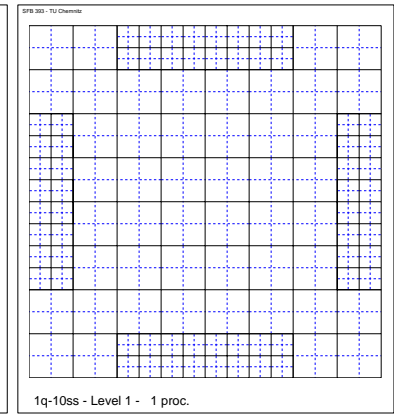 SFB 393 - TU Chemnitz
1q-10ss - Level 1 - 1 proc.